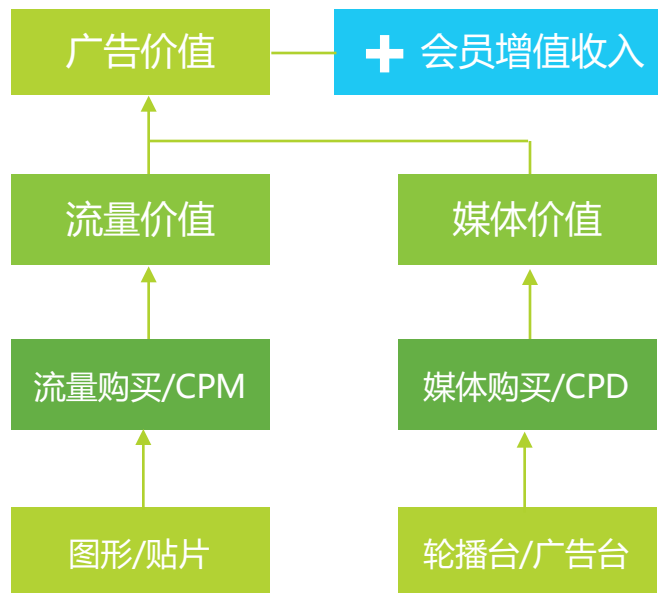 广告价值
+ 会员增值收入
流量价值
媒体价值
流量购买/CPM
媒体购买/CPD
图形/贴片
轮播台/广告台